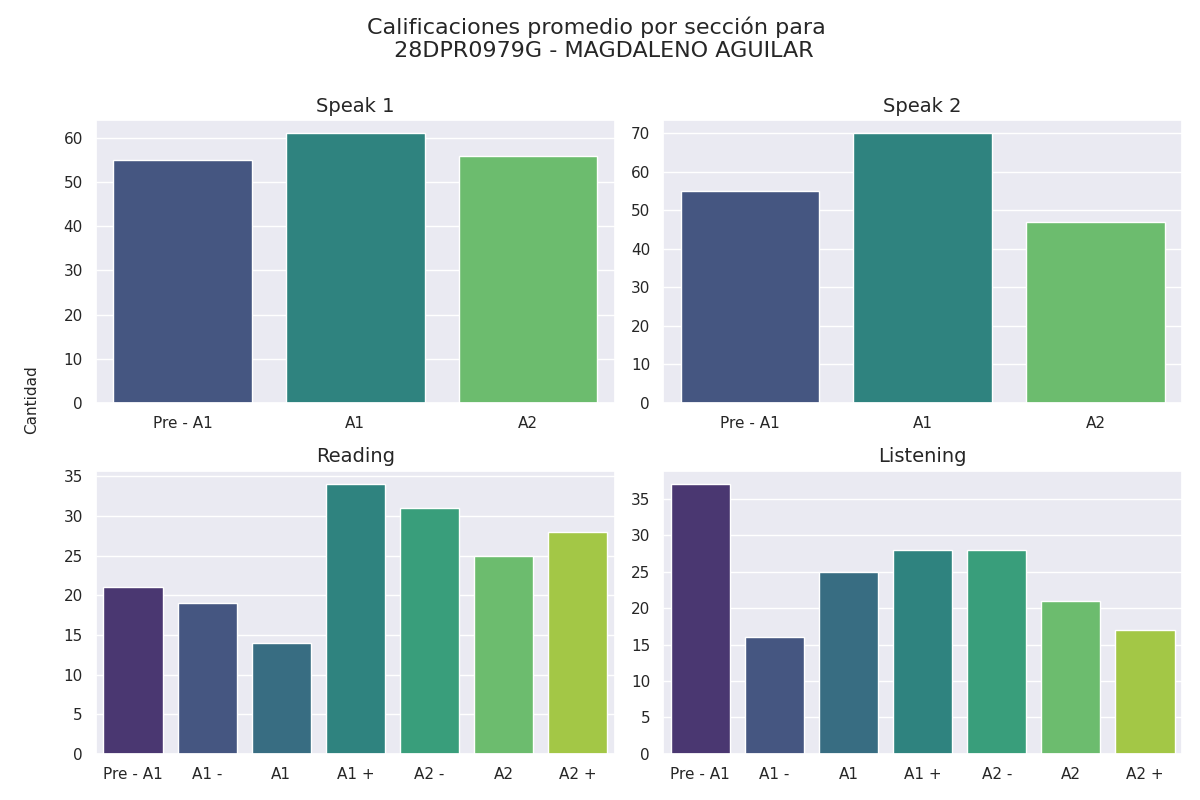 Calificaciones promedio por sección para
28DPR0979G - MAGDALENO AGUILAR
Cantidad
Speak 1
60
50
40
30
20
10
0
Pre - A1 A1 A2
Speak 2
70
60
50
40
30
20
10
0
Pre - A1 A1 A2
Reading
35
30
25
20
15
10
5
0
Pre - A1 A1 - A1 A1 + A2 - A2 A2 +
Listening
35
30
25
20
15
10
5
0
Pre - A1 A1 - A1 A1 + A2 - A2 A2 +